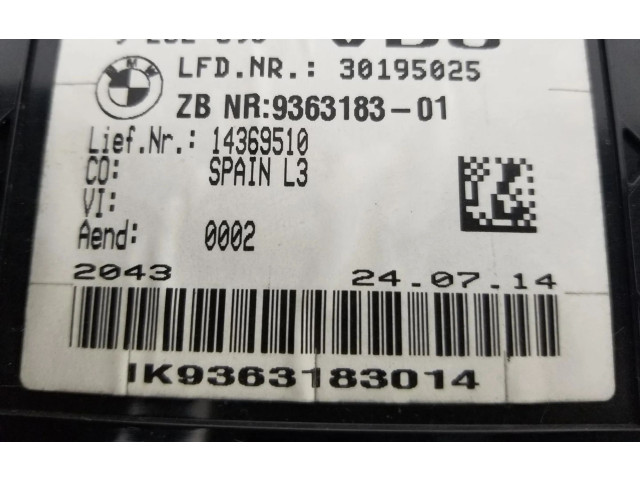 BMW
LFD.NR.: 30195025
ZB NR:9363183-01
Lief.Nr.: 14369510
CO: SPAIN L3
VI:
Aend: 0002
2043 24.07.14
IK9363183014